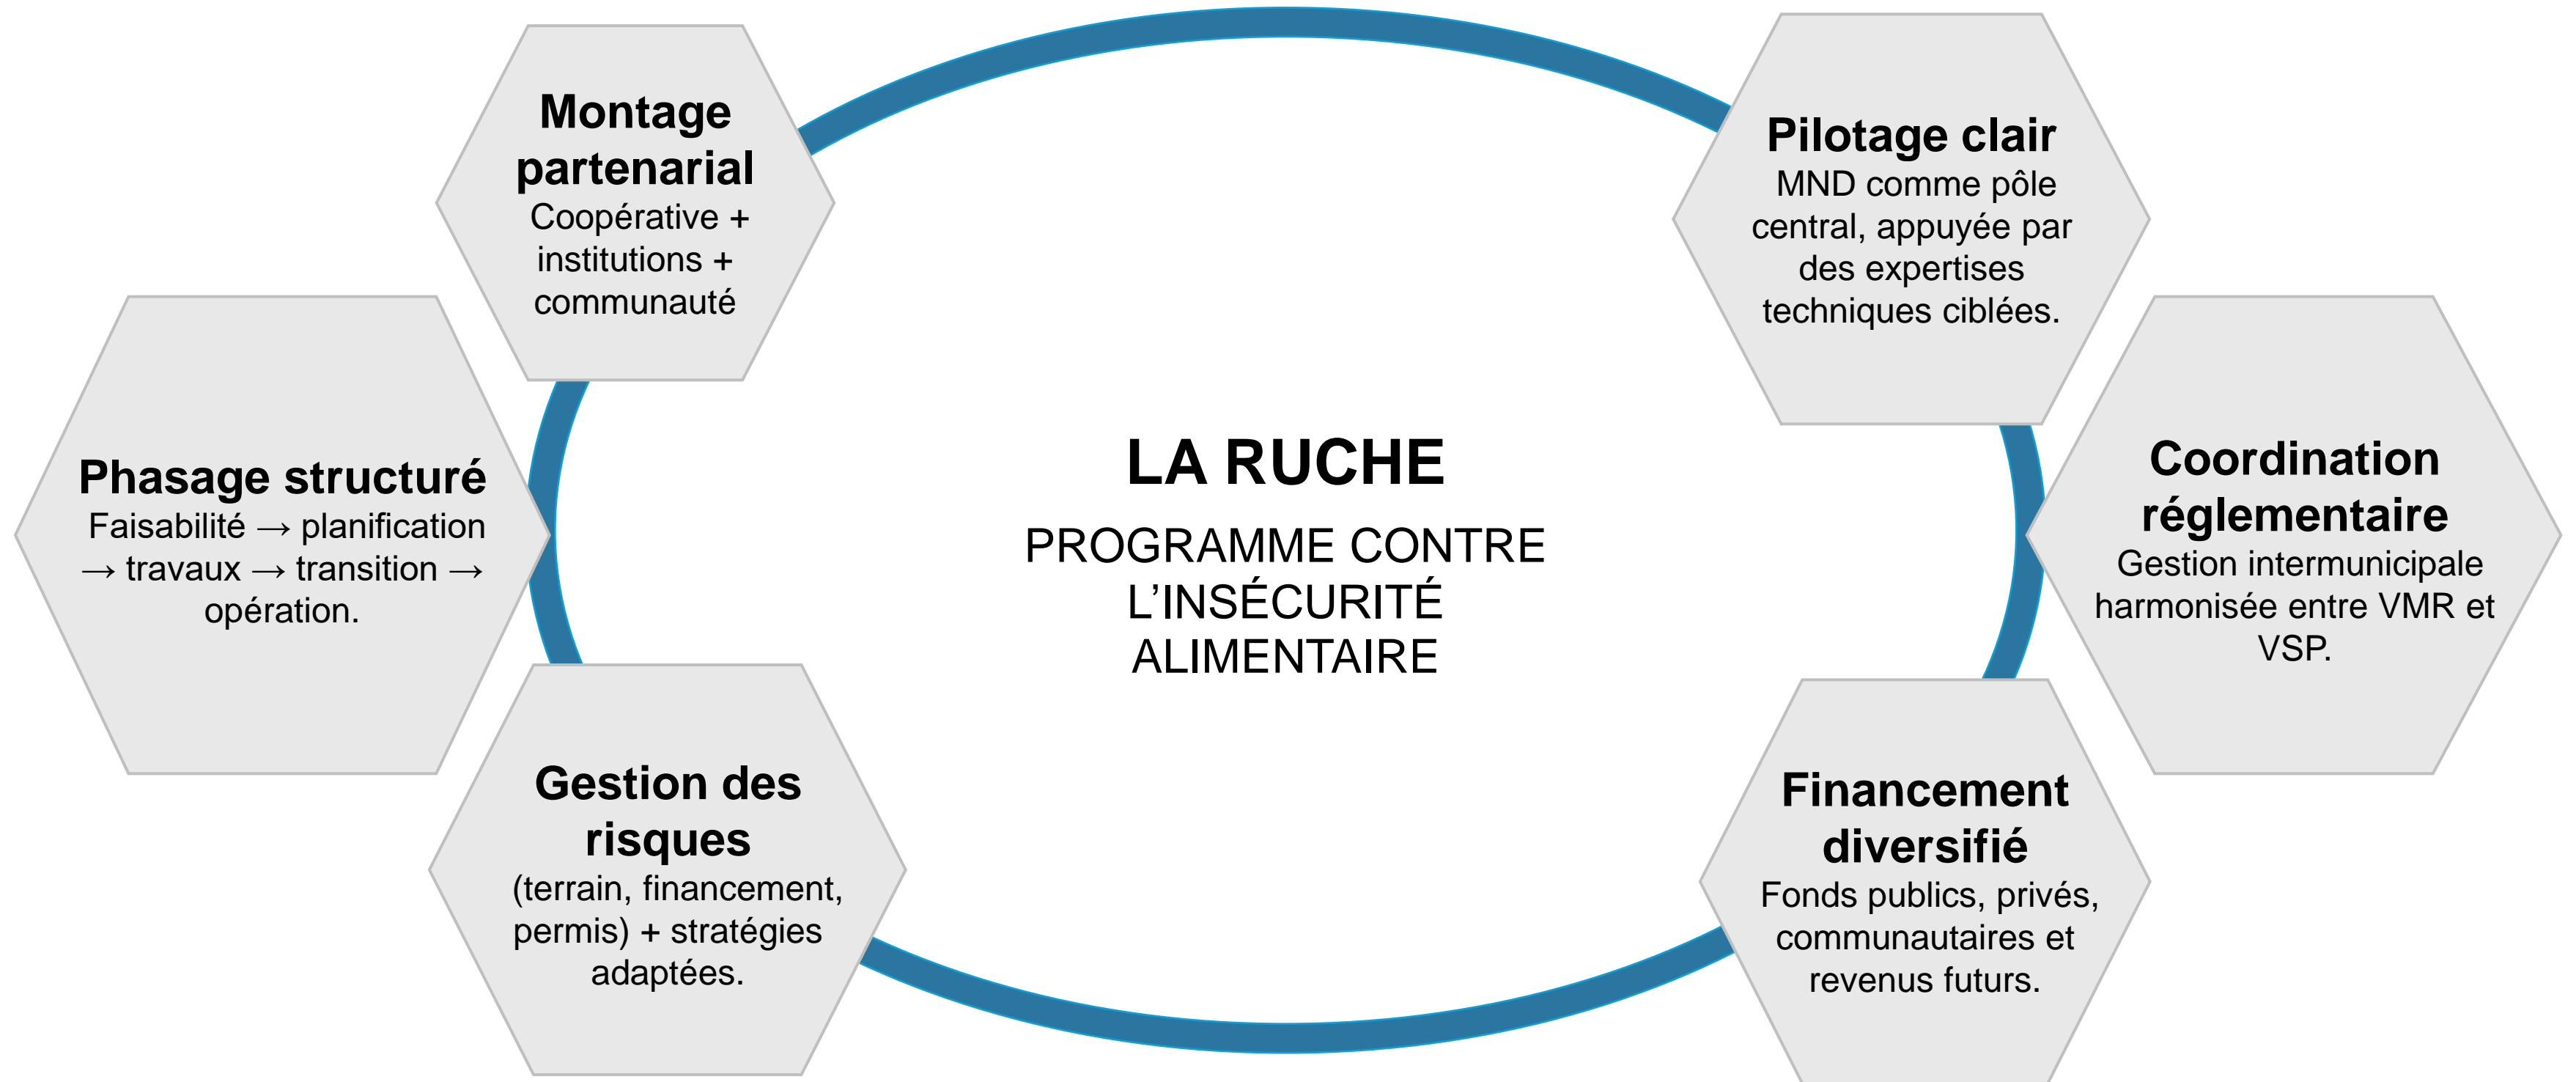 Montage
partenarial
Coopérative +
institutions +
communauté
Pilotage clair
MND comme pôle
central, appuyée par
des expertises
techniques ciblées.
Phasage structuré
Faisabilité → planification
→ travaux → transition →
opération.
LA RUCHE
PROGRAMME CONTRE
L’INSÉCURITÉ
ALIMENTAIRE
Coordination
réglementaire
Gestion intermunicipale
harmonisée entre VMR et
VSP.
Gestion des
risques
(terrain, financement,
permis) + stratégies
adaptées.
Financement
diversifié
Fonds publics, privés,
communautaires et
revenus futurs.